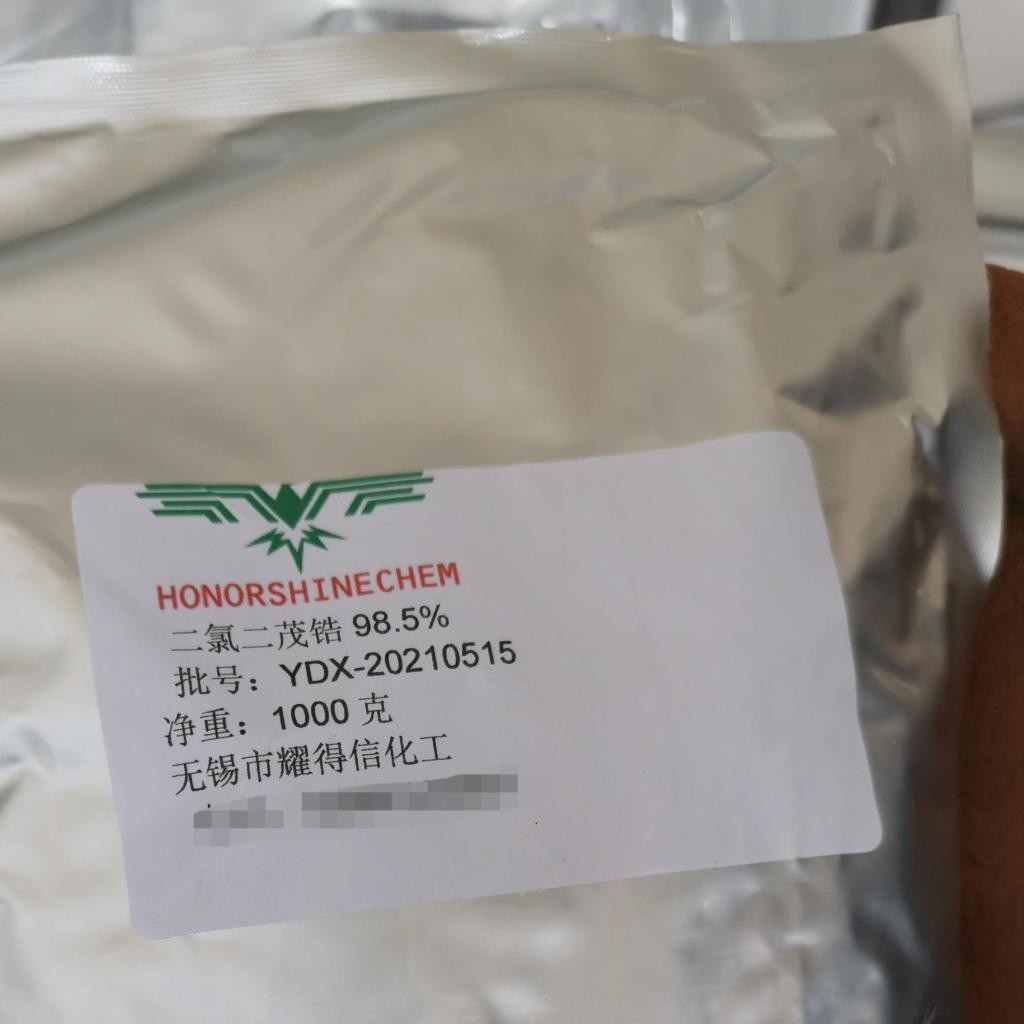 HONORSHINECHEM
二氯二茂锆 98.5%
批号：YDX-20210515
净重：1000 克
无锡市耀得信化工